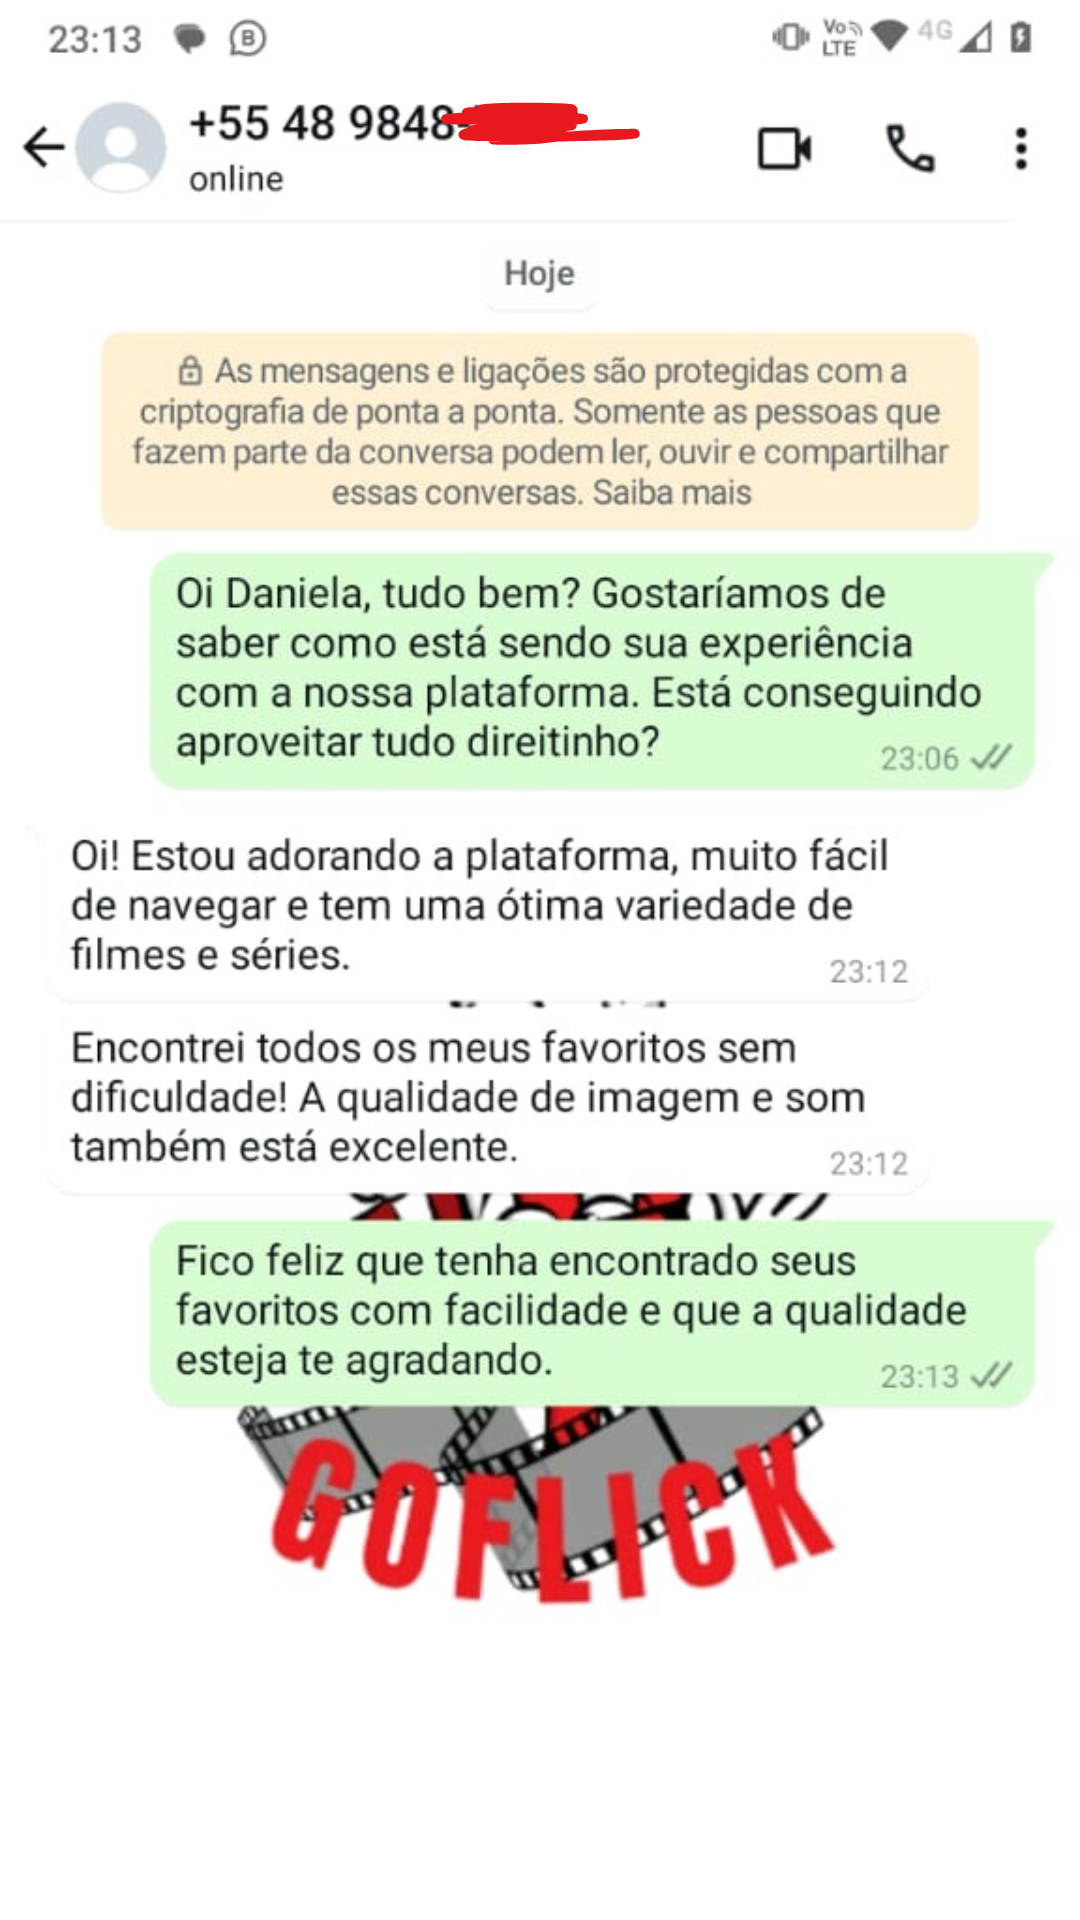 23:13
B
Vo
LTE
4G
+55 48 9848
online
Hoje
As mensagens e ligações são protegidas com a
criptografia de ponta a ponta. Somente as pessoas que
fazem parte da conversa podem ler, ouvir e compartilhar
essas conversas. Saiba mais
Oi Daniela, tudo bem? Gostaríamos de
saber como está sendo sua experiência
com a nossa plataforma. Está conseguindo
aproveitar tudo direitinho?
23:06
Oi! Estou adorando a plataforma, muito fácil
de navegar e tem uma ótima variedade de
filmes e séries.
23:12
Encontrei todos os meus favoritos sem
dificuldade! A qualidade de imagem e som
também está excelente.
23:12
Fico feliz que tenha encontrado seus
favoritos com facilidade e que a qualidade
esteja te agradando.
23:13
GOFLICK